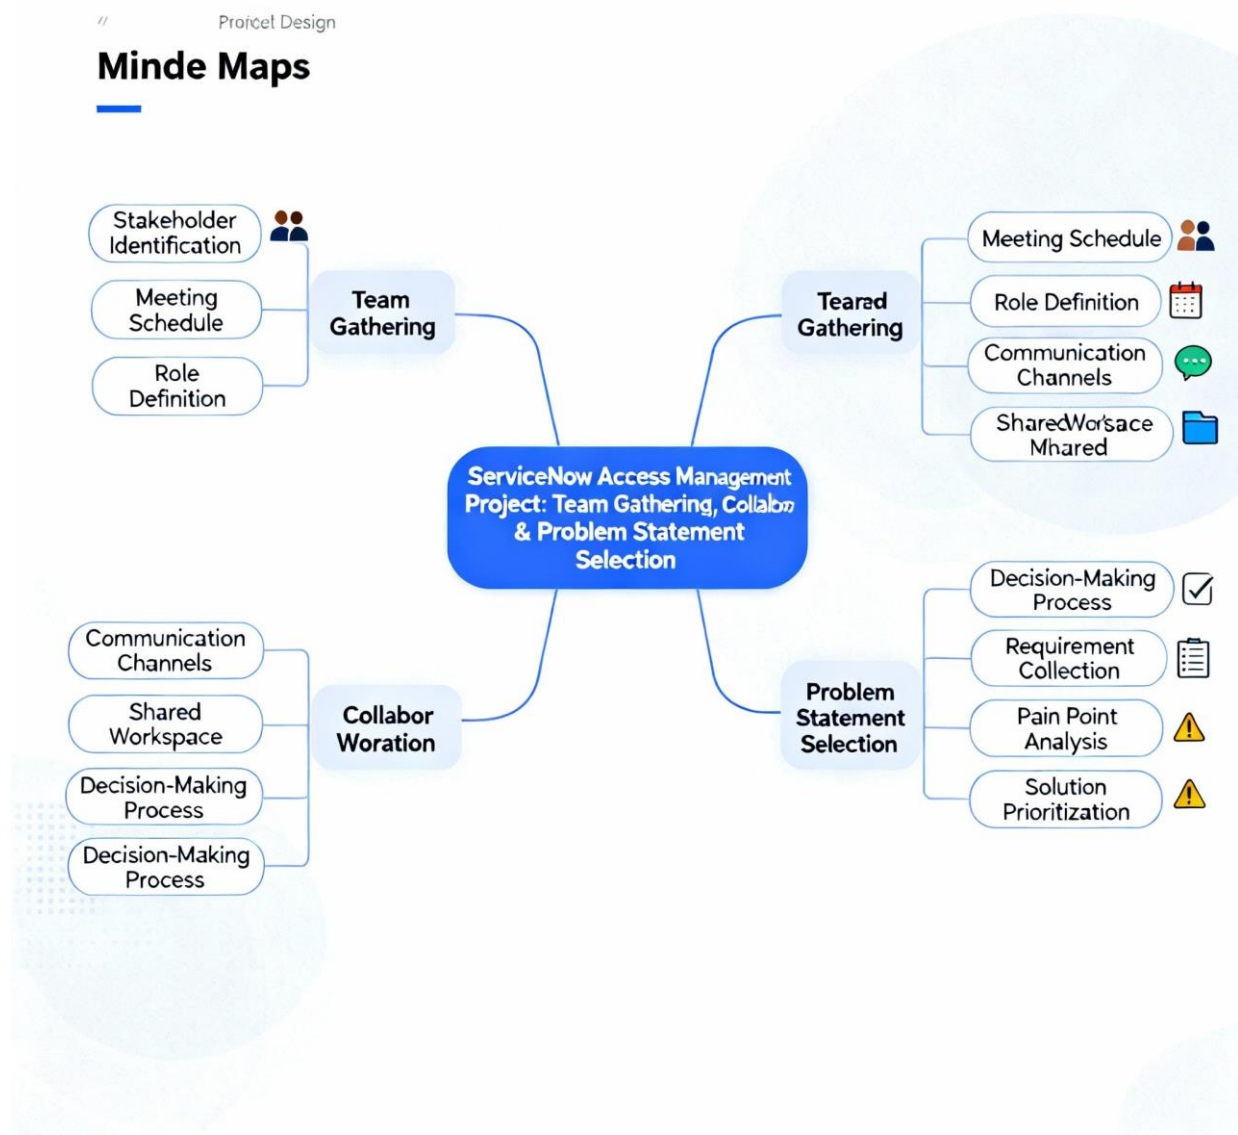 //
Proicet Design
Minde Maps
Stakeholder
Identification
Meeting
Schedule
Role
Definition
Team
Gathering
Teared
Gathering
Meeting Schedule
Role Definition
Communication
Channels
SharedWorsace
Mhared
ServiceNow Access Management
Project: Team Gathering, Collabor
& Problem Statement
Selection
Communication
Channels
Shared
Workspace
Decision-Making
Process
Decision-Making
Process
Collabor
Woration
Problem
Statement
Selection
Decision-Making
Process
Requirement
Collection
Pain Point
Analysis
Solution
Prioritization